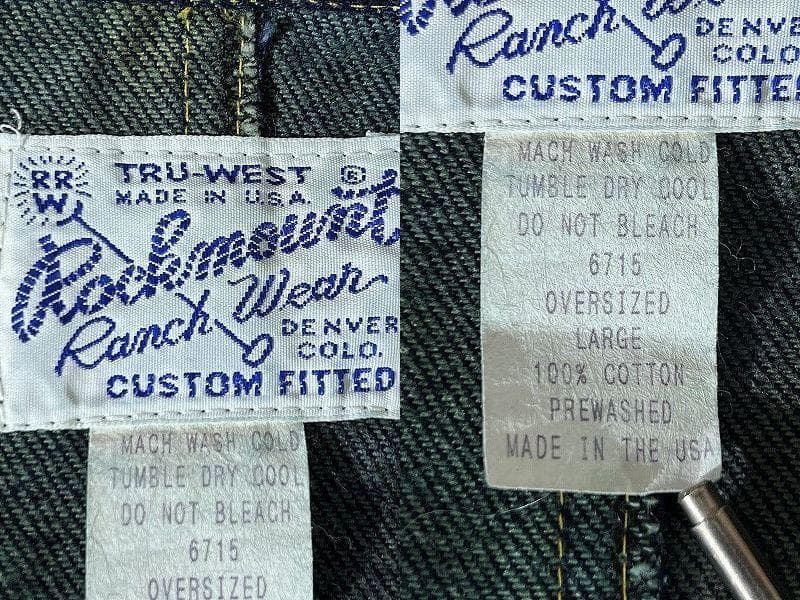 RR
W
TRU-WEST ®
MADE IN U.S.A.
Rockmount
Ranch Wear
DENVER
COLO.
CUSTOM FITTED
MACH WASH COLD
TUMBLE DRY COOL
DO NOT BLEACH
6715
OVERSIZED
Ranch Wear
DENVER
COLO
CUSTOM FITTE
MACH WASH COLD
TUMBLE DRY COOL
DO NOT BLEACH
6715
OVERSIZED
LARGE
100% COTTON
PREWASHED
MADE IN THE USA